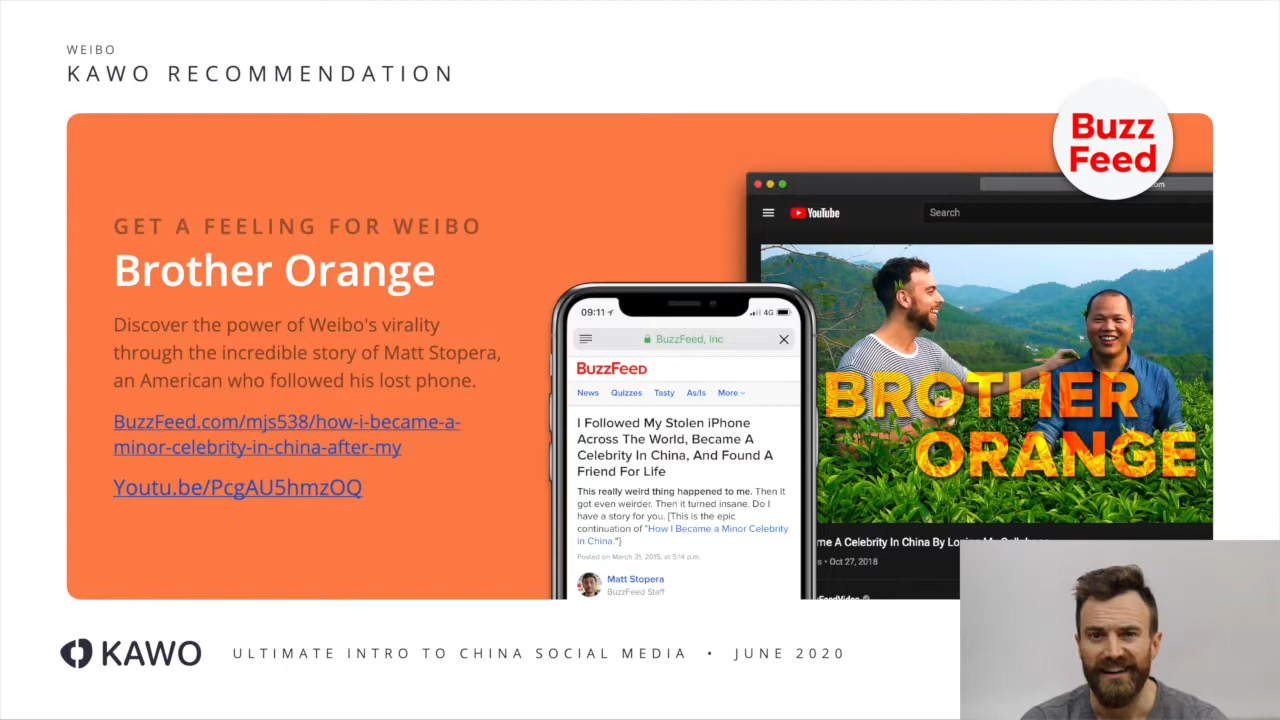 WEIBO
KAWO RECOMMENDATION
Buzz
Feed
GET A FEELING FOR WEIBO
Brother Orange
Discover the power of Weibo's virality
through the incredible story of Matt Stopera,
an American who followed his lost phone.
BuzzFeed.com/mjs538/how-i-became-a-
minor-celebrity-in-china-after-my
Youtu.be/PcgAU5hmzOQ
09:11
4G
BuzzFeed, Inc
BuzzFeeD
News Quizzes Tasty As/Is More
I Followed My Stolen iPhone
Across The World, Became A
Celebrity In China, And Found A
Friend For Life
This really weird thing happened to me. Then it
got even weirder. Then it turned insane. Do I
have a story for you. [This is the epic
continuation of "How I Became a Minor Celebrity
in China."]
Posted on March 31, 2015, at 5:14 p.m.
Matt Stopera
BuzzFeed Staff
YouTube
Search
BROTHER
ORANGE
me A Celebrity In China By
Oct 27, 2018
KAWO
ULTIMATE INTRO TO CHINA SOCIAL MEDIA • JUNE 2020